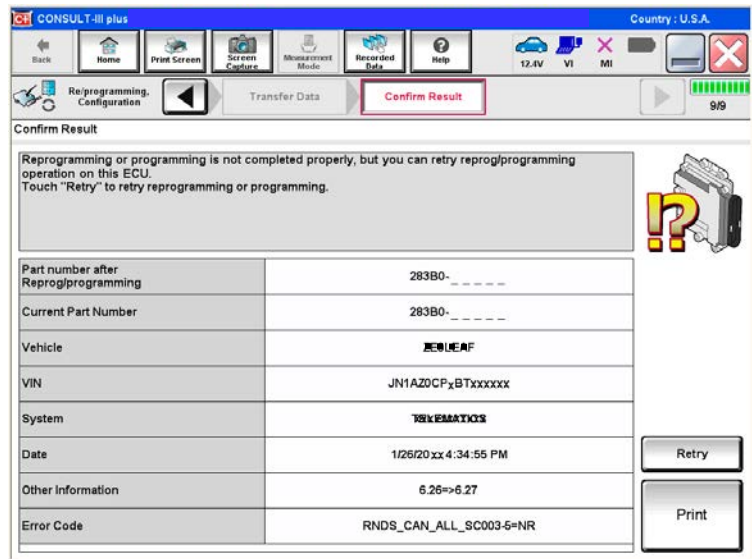 CONSULT-III plus
Country : U.S.A.
Back
Home
Print Screen
Screen
Capture
Measurement
Mode
Recorded
Data
Help
12.4V
VI
MI
Re/programming,
Configuration
Transfer Data
Confirm Result
9/9
Confirm Result
Reprogramming or programming is not completed properly, but you can retry reprog/programming
operation on this ECU.
Touch "Retry" to retry reprogramming or programming.
Part number after
Reprog/programming
283B0-_ _ _ _ _
Current Part Number
283B0-_ _ _ _ _
Vehicle
VIN
JN1AZ0CPxBTxxxxxx
System
Date
1/26/20xx 4:34:55 PM
Other Information
6.26=>6.27
Error Code
RNDS_CAN_ALL_SC003-5=NR
Retry
Print